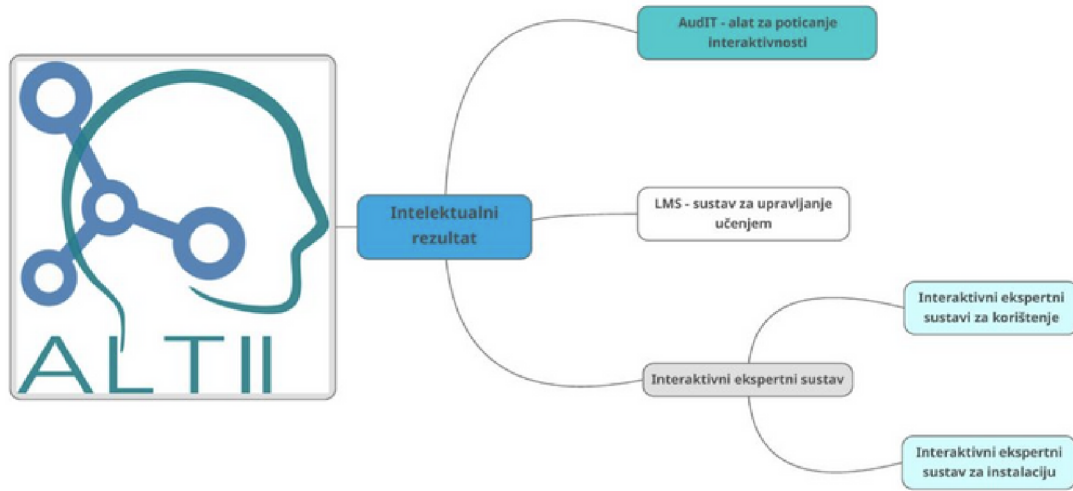 AudIT - alat za poticanje
interaktivnosti
ALTII
Intelektualni
rezultat
LMS - sustav za upravljanje
učenjem
Interaktivni ekspertni sustav
Interaktivni ekspertni
sustavi za korištenje
Interaktivni ekspertni
sustav za instalaciju